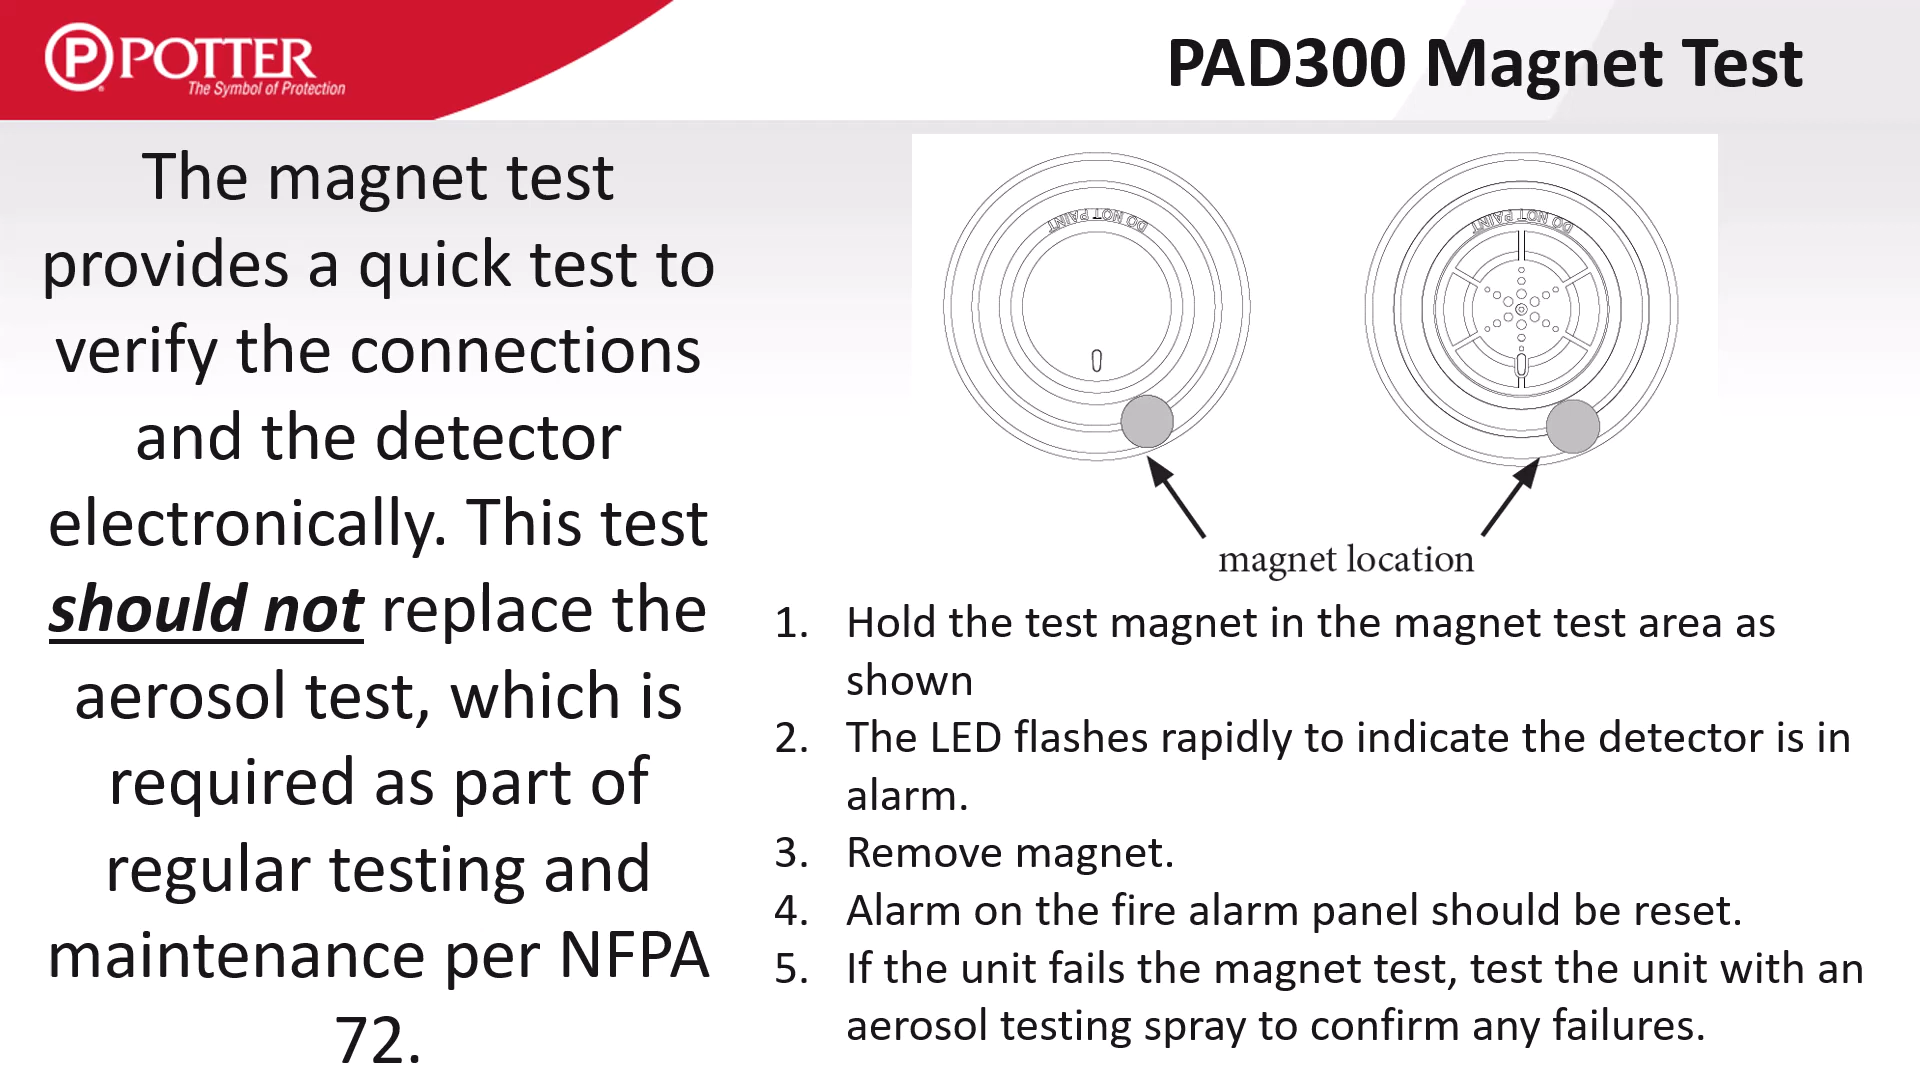 POTTER
The Symbol of Protection
PAD300 Magnet Test
The magnet test
provides a quick test to
verify the connections
and the detector
electronically. This test
should not replace the
aerosol test, which is
required as part of
regular testing and
maintenance per NFPA
72.
DO NOT PAINT
DO NOT PAINT
magnet location
1. Hold the test magnet in the magnet test area as
shown
2. The LED flashes rapidly to indicate the detector is in
alarm.
3. Remove magnet.
4. Alarm on the fire alarm panel should be reset.
5. If the unit fails the magnet test, test the unit with an
aerosol testing spray to confirm any failures.